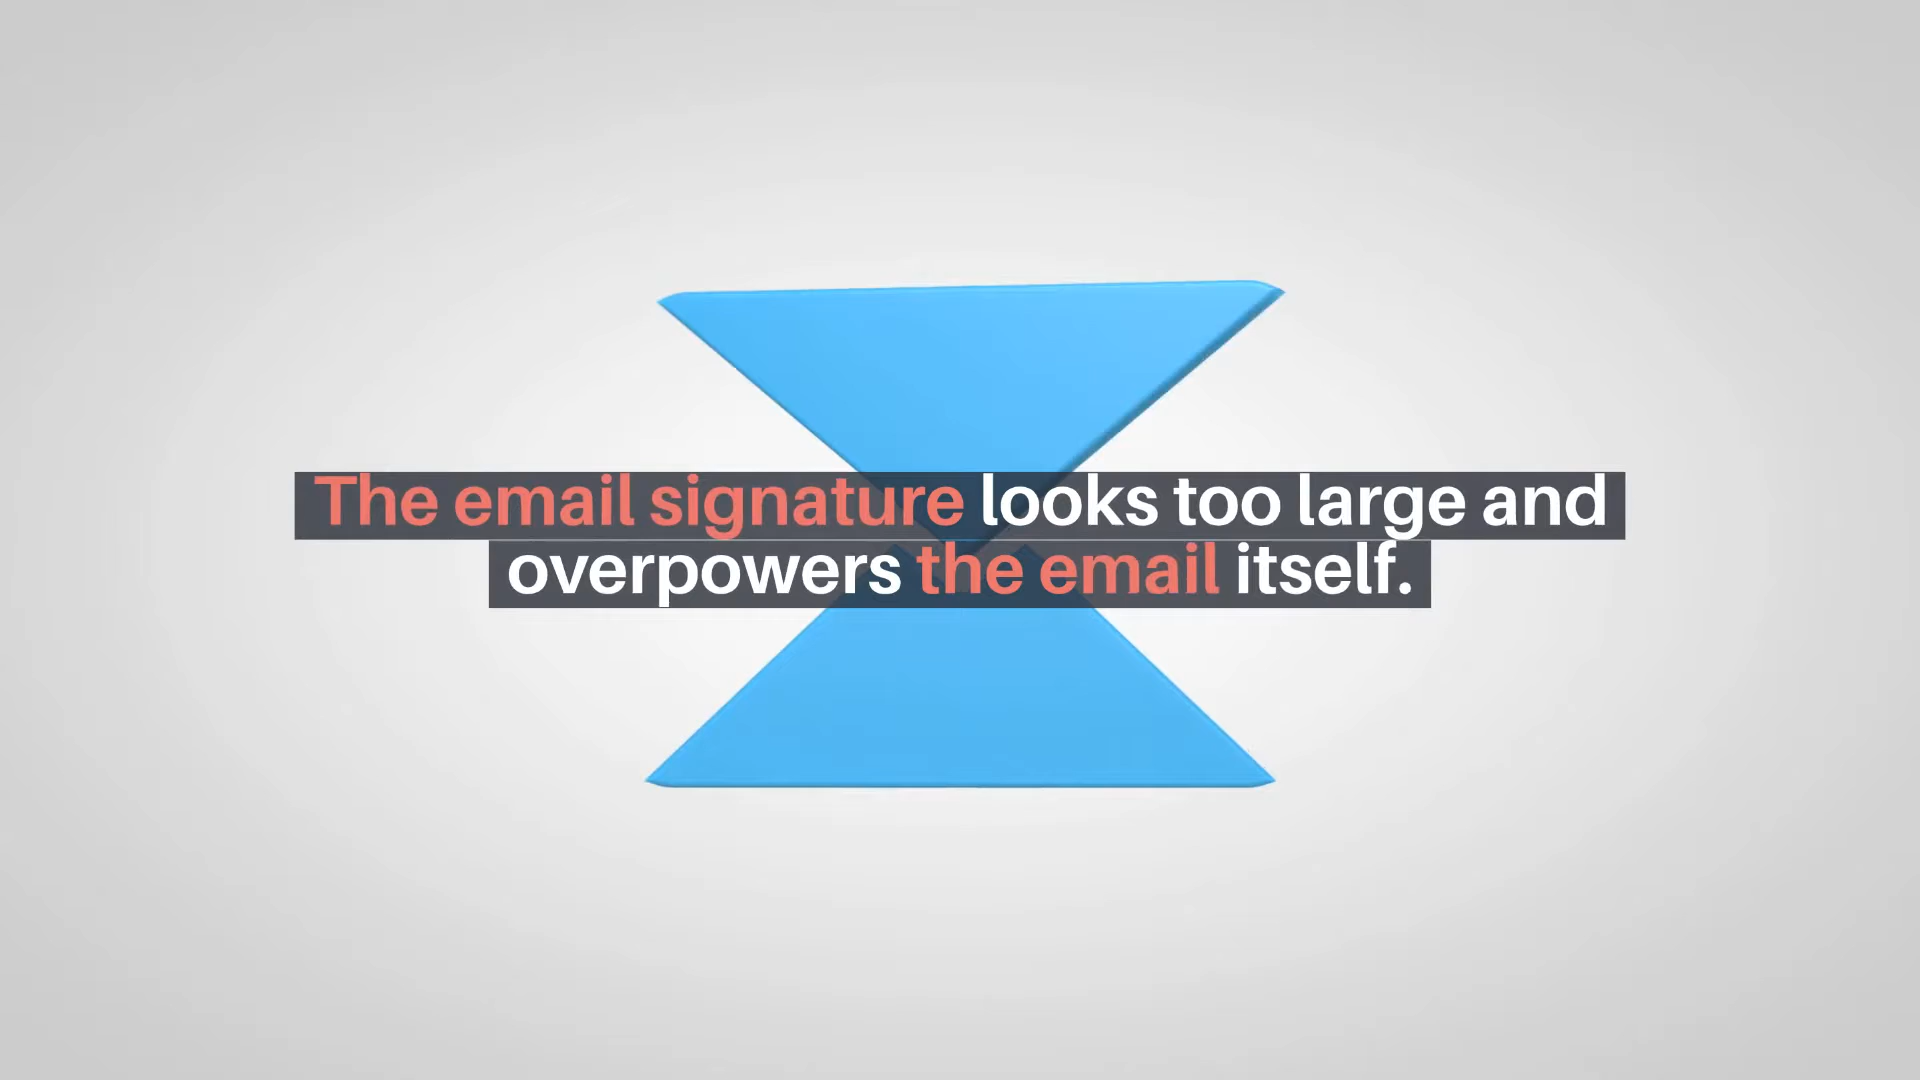 The email signature looks too large and
overpowers the email itself.